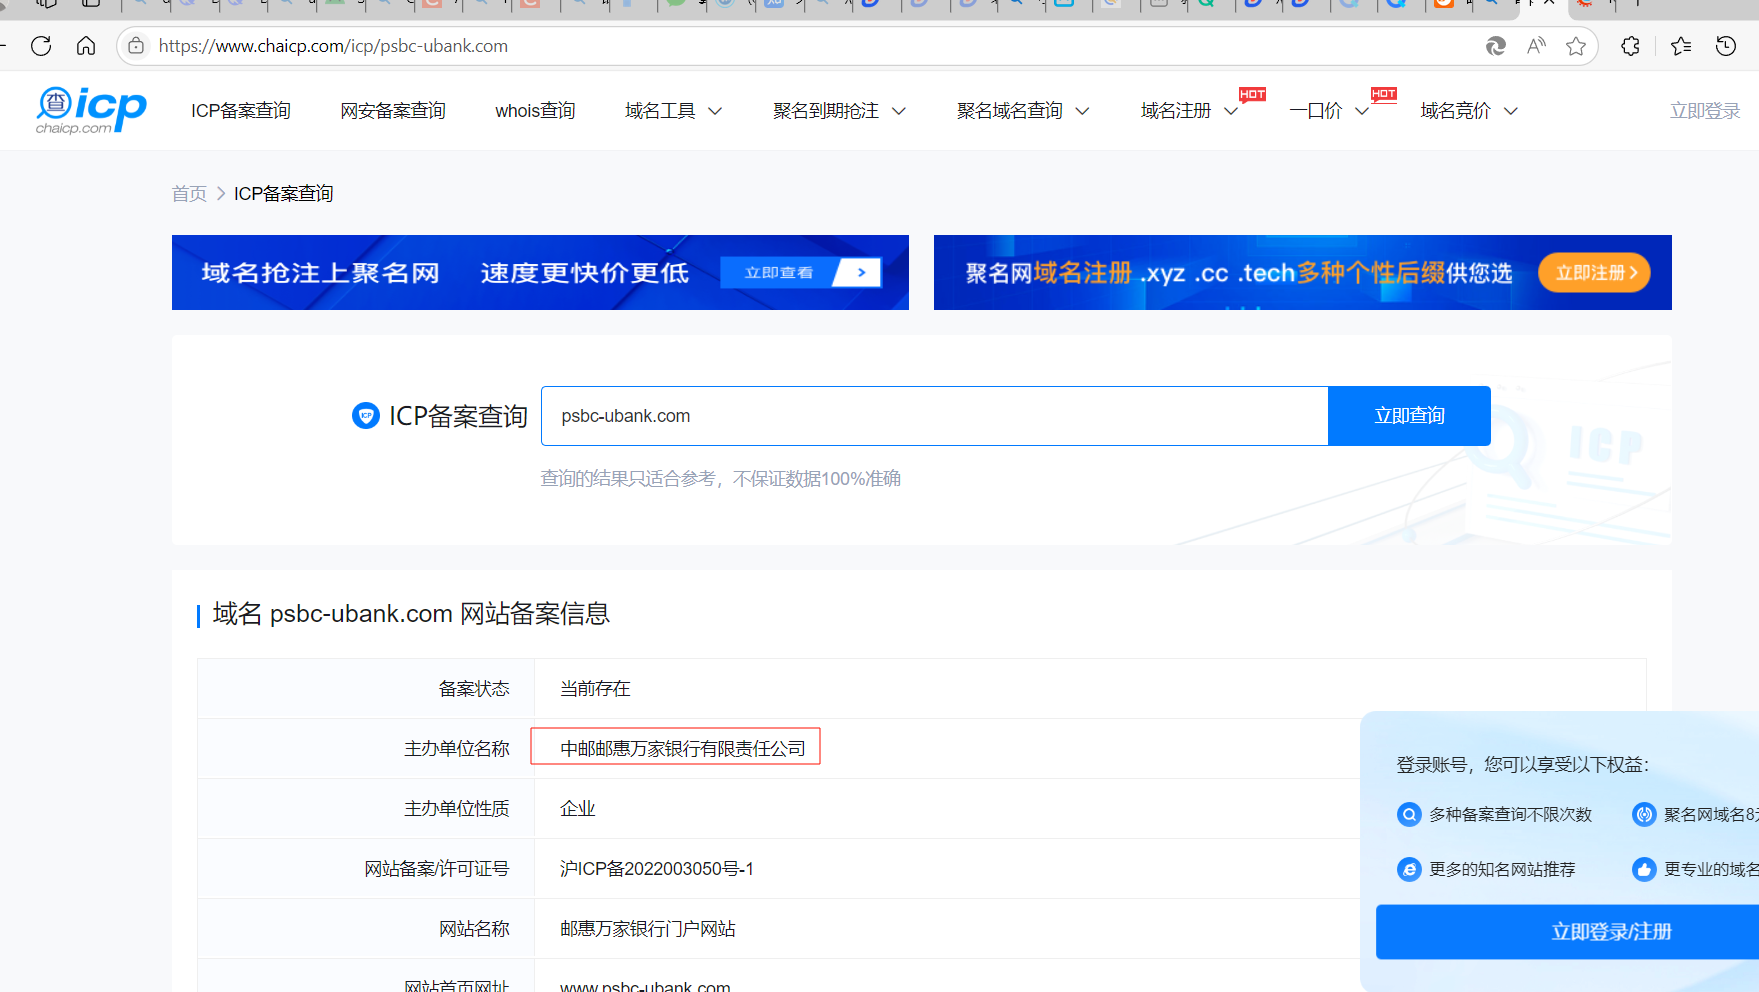 https://www.chaicp.com/icp/psbc-ubank.com
查icp
chaicp.com
ICP备案查询 网安备案查询 whois查询 域名工具 聚名到期抢注 聚名域名查询 域名注册 HOT 一口价 HOT 域名竞价 立即登录
首页 > ICP备案查询
域名抢注上聚名网 速度更快价更低 立即查看 >
聚名网域名注册 .xyz .cc .tech多种个性后缀供您选 立即注册 >
ICP备案查询 psbc-ubank.com 立即查询
查询的结果只适合参考，不保证数据100%准确
ICP
域名 psbc-ubank.com 网站备案信息
备案状态 当前存在
主办单位名称 中邮邮惠万家银行有限责任公司
主办单位性质 企业
网站备案/许可证号 沪ICP备2022003050号-1
网站名称 邮惠万家银行门户网站
网站首页网址 www.psbc-ubank.com
登录账号，您可以享受以下权益：
多种备案查询不限次数 聚名网域名8
更多的知名网站推荐 更专业的域名
立即登录/注册